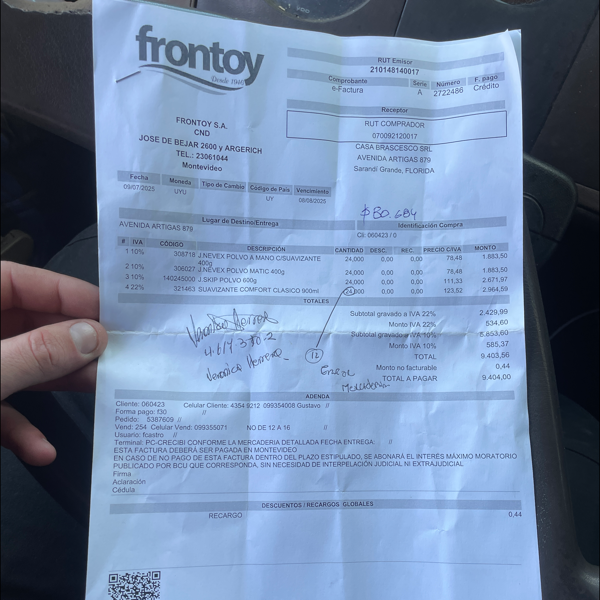 frontoy
Desde 1946
RUT Emisor
210148140017
Comprobante Serie Número F. pago
e-Factura A 2722486 Crédito
Receptor
RUT COMPRADOR
070092120017
CASA BRASCESCO SRL
AVENIDA ARTIGAS 879
Sarandi Grande, FLORIDA
FRONTOY S.A.
CND
JOSE DE BEJAR 2600 y ARGERICH
TEL.: 23061044
Montevideo
Fecha Moneda Tipo de Cambio Código de País Vencimiento
09/07/2025 UYU UY 08/08/2025
$80.694
Lugar de Destino/Entrega Identificación Compra
AVENIDA ARTIGAS 879 Cli: 060423 / 0
# IVA CÓDIGO DESCRIPCIÓN CANTIDAD DESC. REC. PRECIO C/IVA MONTO
1 10% 308718 J.NEVEX POLVO A MANO C/SUAVIZANTE 400g 24,000 0,00 0,00 78,48 1.883,50
2 10% 306027 J.NEVEX POLVO MATIC 400g 24,000 0,00 0,00 78,48 1.883,50
3 10% 140245000 J.SKIP POLVO 600g 24,000 0,00 0,00 111,33 2.671,97
4 22% 321463 SUAVIZANTE COMFORT CLASICO 900ml 24,000 0,00 0,00 123,52 2.964,59
TOTALES
Subtotal gravado a IVA 22% 2.429,99
Monto IVA 22% 534,60
Subtotal gravado a IVA 10% 5.853,60
Monto IVA 10% 585,37
TOTAL 9.403,56
Monto no facturable 0,44
TOTAL A PAGAR 9.404,00
4.617.370-2
Veronica Herrera
12
Error
Mercaderia
ADENDA
Cliente: 060423 Celular Cliente: 4354 9212 099354008 Gustavo //
Forma pago: f30 //
Pedido: 5387609 //
Vend: 254 Celular Vend: 099355071 NO DE 12 A 16 //
Usuario: fcastro //
Terminal: PC-CRECIBI CONFORME LA MERCADERIA DETALLADA FECHA ENTREGA: //
ESTA FACTURA DEBERA SER PAGADA EN MONTEVIDEO
EN CASO DE NO PAGO DE ESTA FACTURA DENTRO DEL PLAZO ESTIPULADO, SE ABONARÁ EL INTERÉS MÁXIMO MORATORIO
PUBLICADO POR BCU QUE CORRESPONDA, SIN NECESIDAD DE INTERPELACIÓN JUDICIAL NI EXTRAJUDICIAL
Firma
Aclaración
Cédula
DESCUENTOS / RECARGOS GLOBALES
RECARGO 0,44